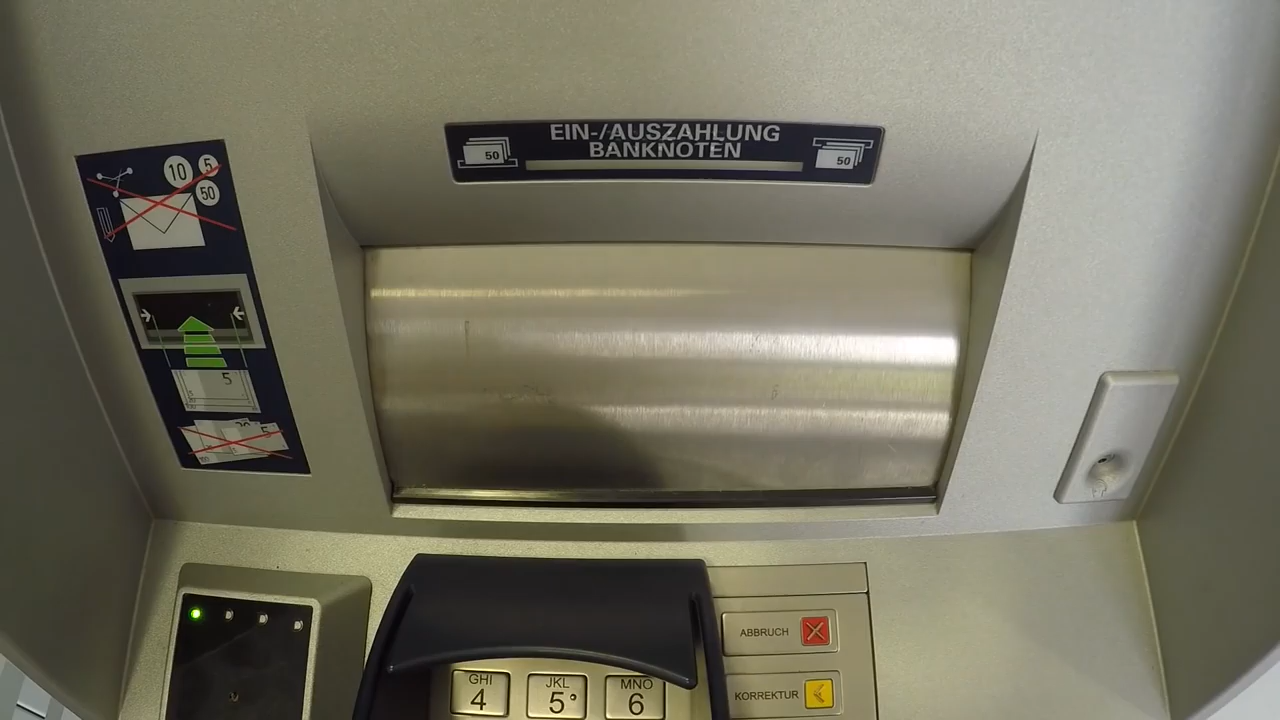 EIN-/AUSZAHLUNG
BANKNOTEN
50
50
10
5
50
5
ABBRUCH
KORREKTUR
GHI
4
JKL
5
MNO
6